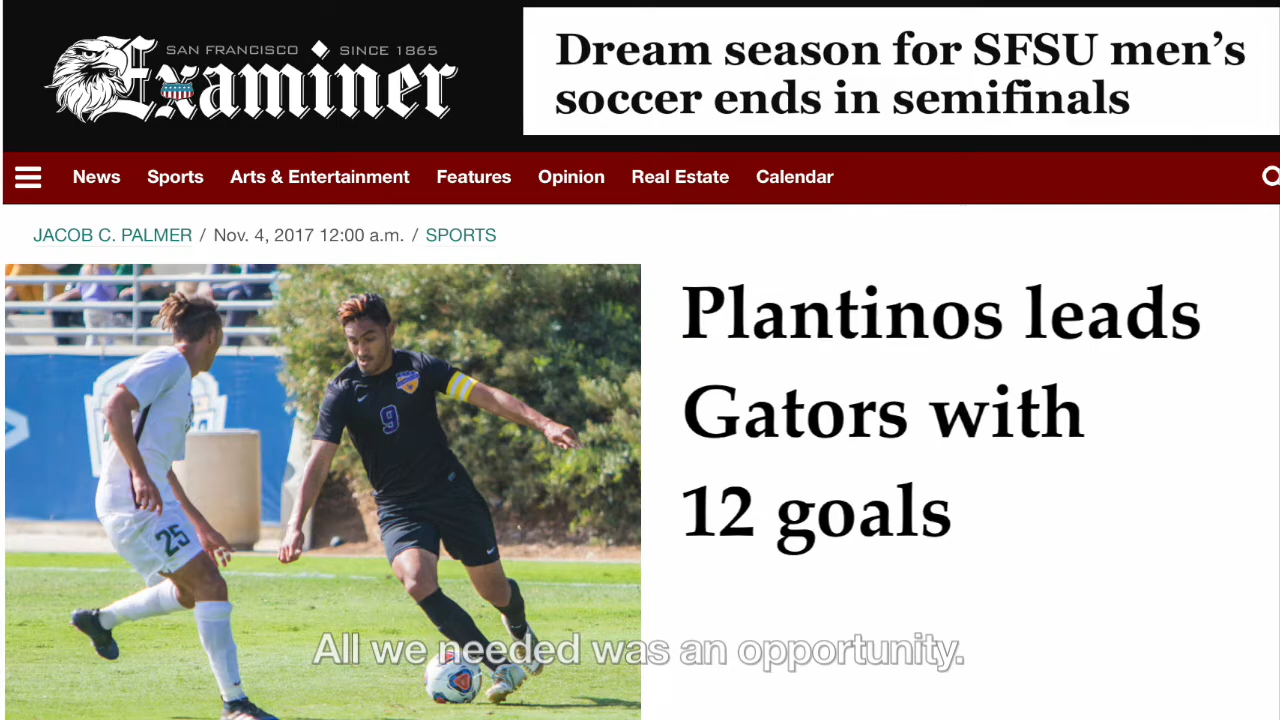 SAN FRANCISCO SINCE 1865
Examiner
Dream season for SFSU men's
soccer ends in semifinals
News Sports Arts & Entertainment Features Opinion Real Estate Calendar
JACOB C. PALMER / Nov. 4, 2017 12:00 a.m. / SPORTS
Plantinos leads
Gators with
12 goals
9
25
All we needed was an opportunity.